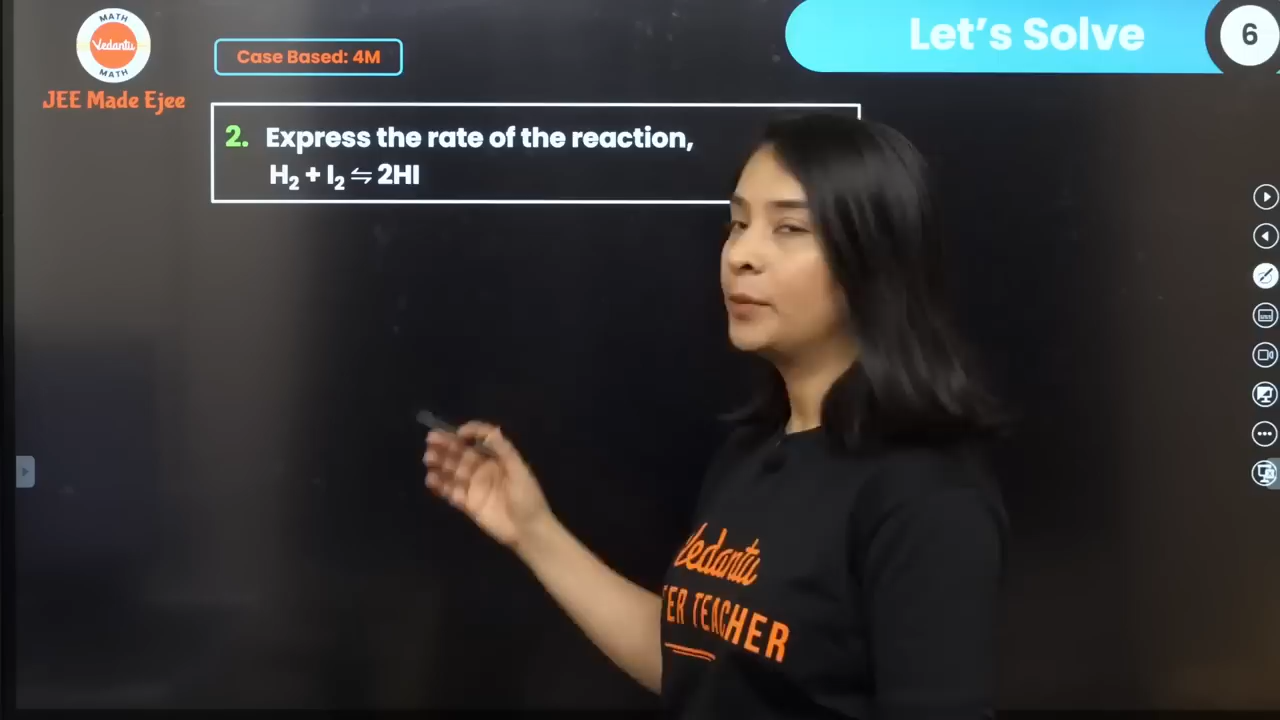 MATH
Vedantu
MATH
JEE Made Ejee
Case Based: 4M
Let's Solve
6
2. Express the rate of the reaction,
H₂ + I₂ ⇋ 2HI
Vedantu
TEACHER